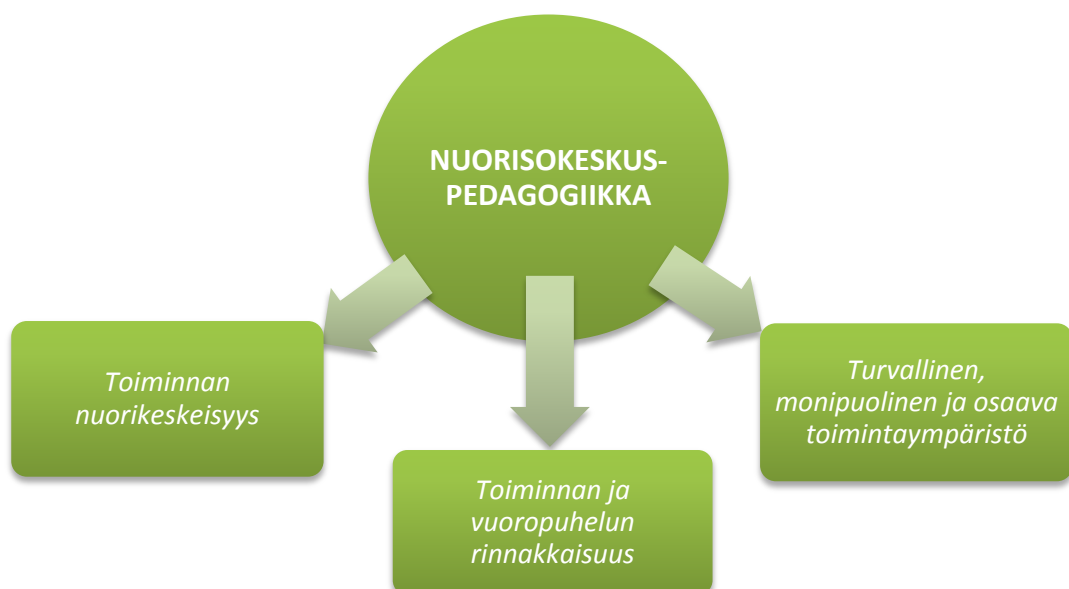 NUORISOKESKUS-
PEDAGOGIIKKA
Toiminnan
nuorikeskeisyys
Toiminnan ja
vuoropuhelun
rinnakkaisuus
Turvallinen,
monipuolinen ja osaava
toimintaympäristö